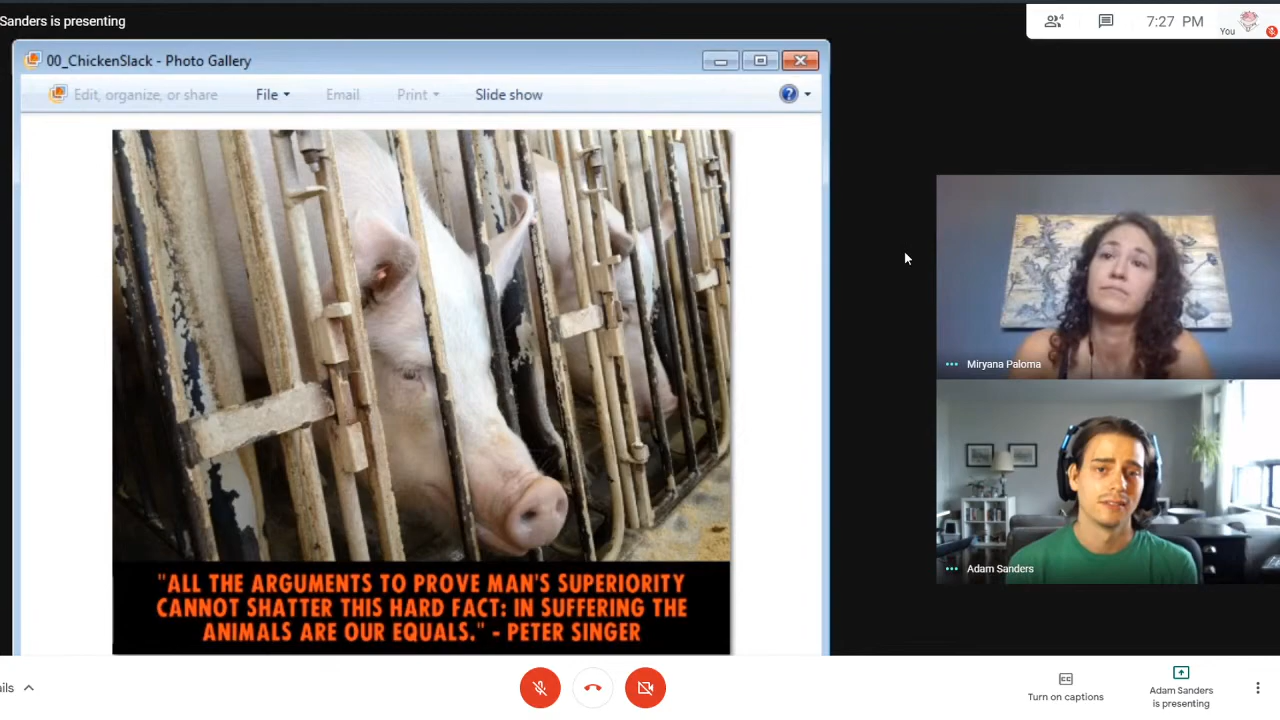 Sanders is presenting
4
7:27 PM
You
00_ChickenSlack - Photo Gallery
Edit, organize, or share
File
Email
Print
Slide show
?
"ALL THE ARGUMENTS TO PROVE MAN'S SUPERIORITY
CANNOT SHATTER THIS HARD FACT: IN SUFFERING THE
ANIMALS ARE OUR EQUALS." - PETER SINGER
Miryana Paloma
Adam Sanders
ails
CC
Turn on captions
Adam Sanders
is presenting